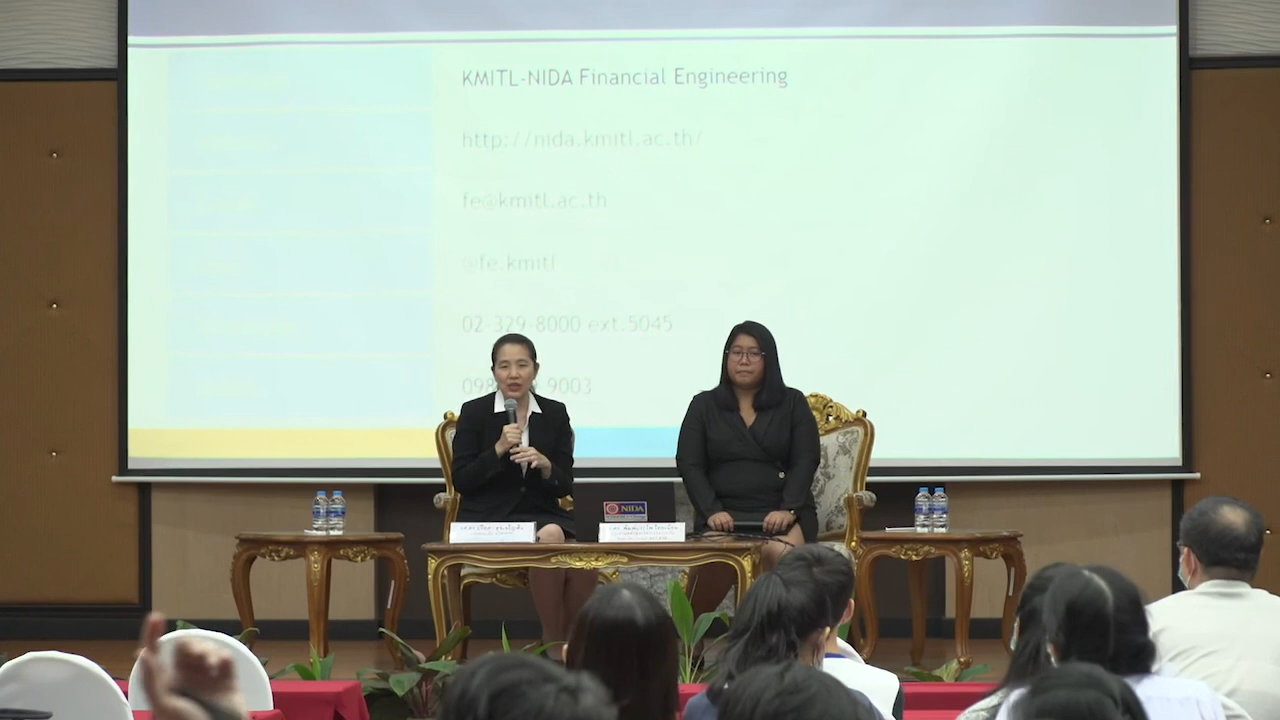 KMITL-NIDA Financial Engineering
http://nida.kmitl.ac.th/
fe@kmitl.ac.th
@fe.kmitl
02-329-8000 ext.5045
9003
NIDA